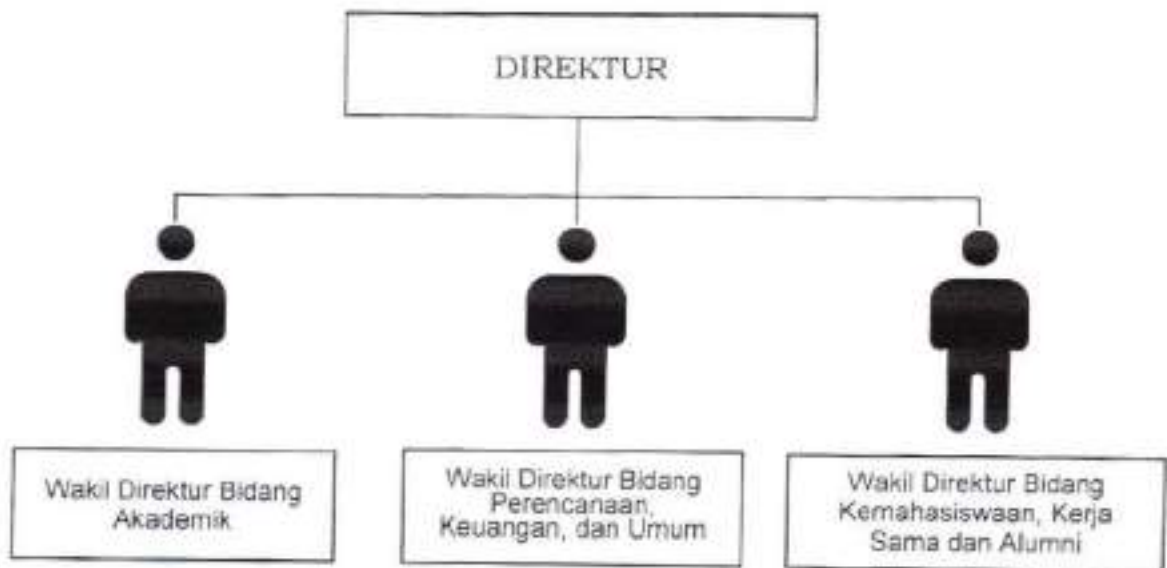 DIREKTUR
Wakil Direktur Bidang
Akademik
Wakil Direktur Bidang
Perencanaan,
Keuangan, dan Umum
Wakil Direktur Bidang
Kemahasiswaan, Kerja
Sama dan Alumni